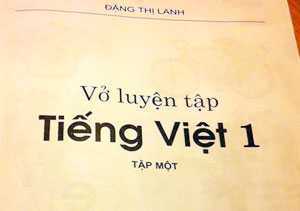 ĐẶNG THỊ LANH
Vở luyện tập
Tiếng Việt 1
TẬP MỘT